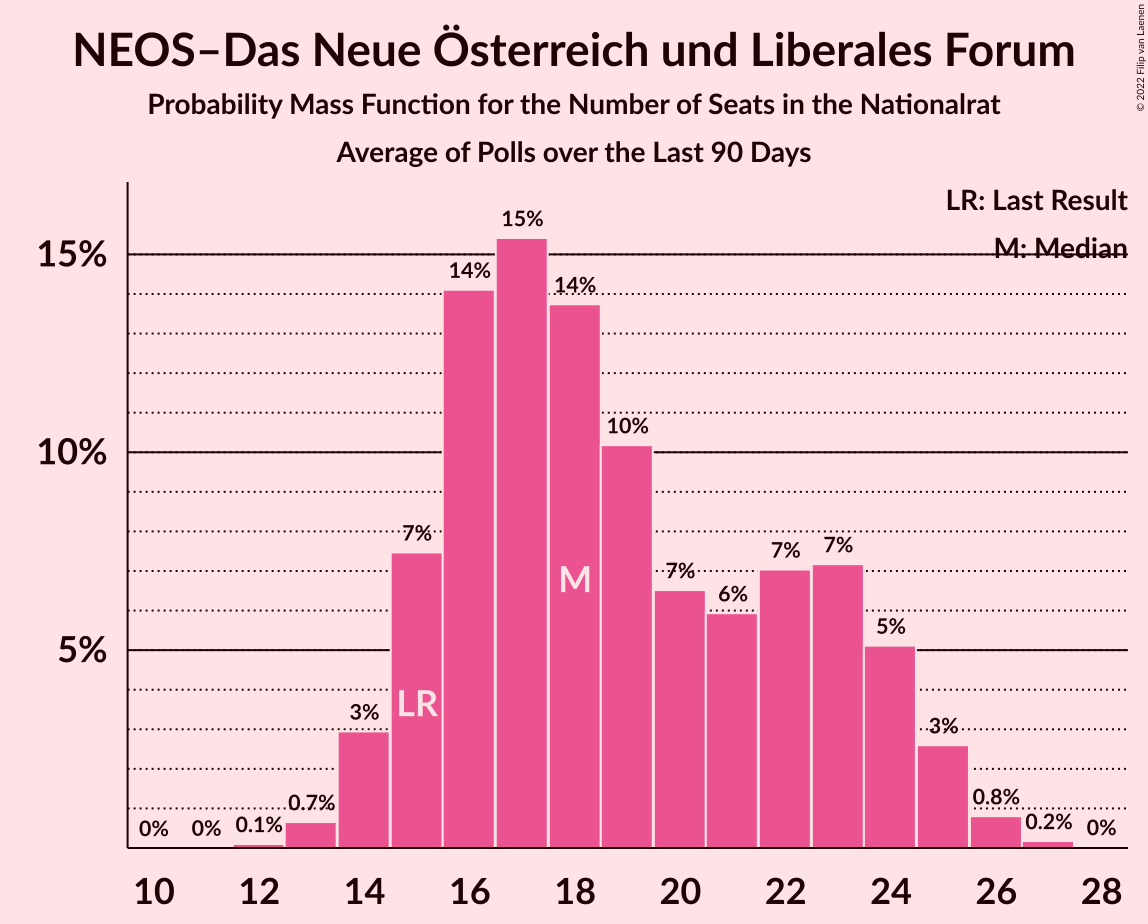 NEOS–Das Neue Österreich und Liberales Forum
Probability Mass Function for the Number of Seats in the Nationalrat
Average of Polls over the Last 90 Days
© 2022 Filip van Laenen
LR: Last Result
M: Median
15%
10%
5%
0%
0%
0.1%
0.7%
3%
7%
14%
15%
14%
10%
7%
6%
7%
7%
5%
3%
0.8%
0.2%
0%
LR
M
10 12 14 16 18 20 22 24 26 28